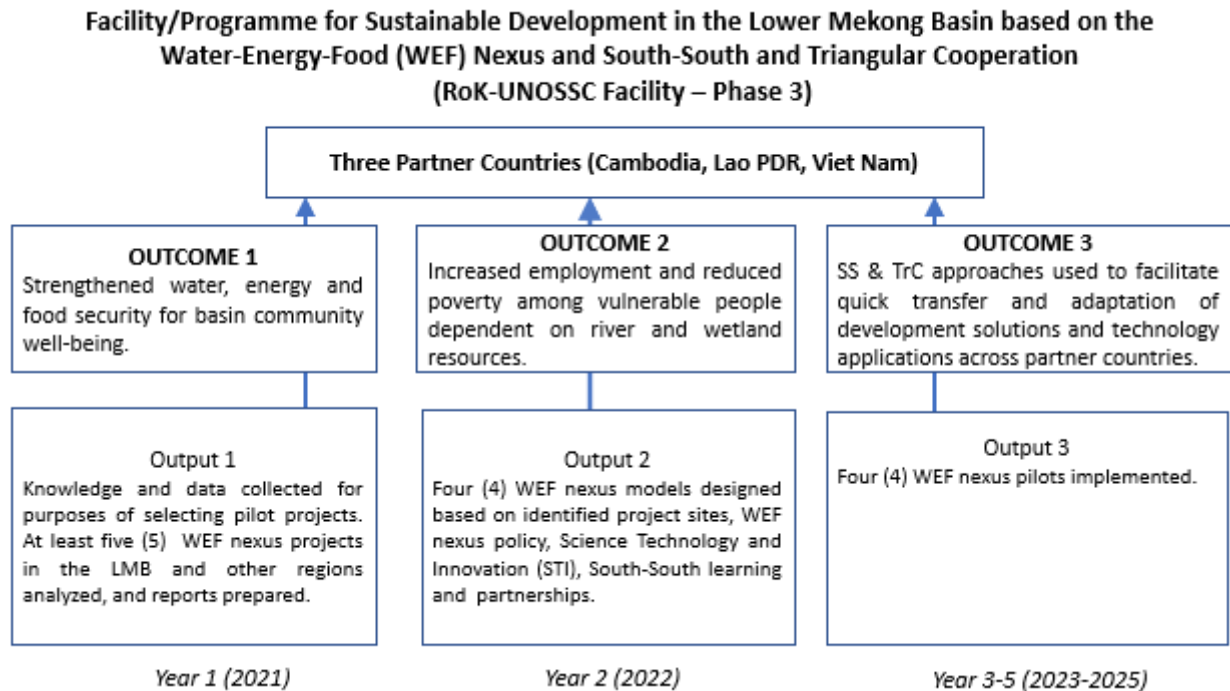 Facility/Programme for Sustainable Development in the Lower Mekong Basin based on the
Water-Energy-Food (WEF) Nexus and South-South and Triangular Cooperation
(RoK-UNOSSC Facility – Phase 3)
Three Partner Countries (Cambodia, Lao PDR, Viet Nam)
OUTCOME 1
Strengthened water, energy and
food security for basin community
well-being.
OUTCOME 2
Increased employment and reduced
poverty among vulnerable people
dependent on river and wetland
resources.
OUTCOME 3
SS & TrC approaches used to facilitate
quick transfer and adaptation of
development solutions and technology
applications across partner countries.
Output 1
Knowledge and data collected for
purposes of selecting pilot projects.
At least five (5) WEF nexus projects
in the LMB and other regions
analyzed, and reports prepared.
Output 2
Four (4) WEF nexus models designed
based on identified project sites, WEF
nexus policy, Science Technology and
Innovation (STI), South-South learning
and partnerships.
Output 3
Four (4) WEF nexus pilots implemented.
Year 1 (2021)
Year 2 (2022)
Year 3-5 (2023-2025)